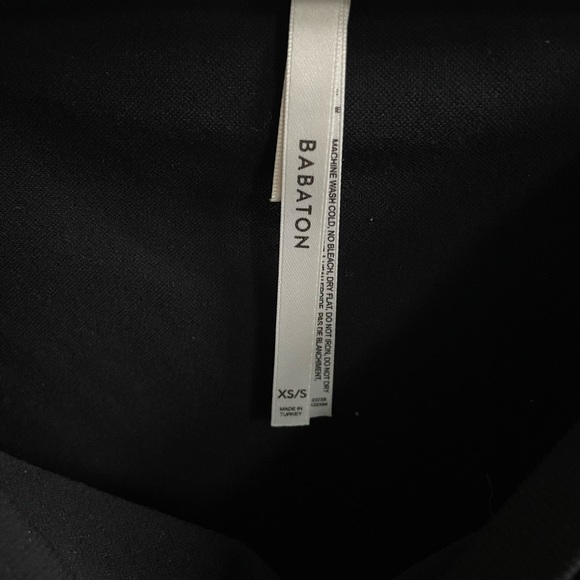 BABATON
XS/S
MADE IN
TURKEY
MACHINE WASH COLD, NO BLEACH, DRY FLAT, DO NOT IRON, DO NOT DRY
PAS DE BLANCHIMENT,